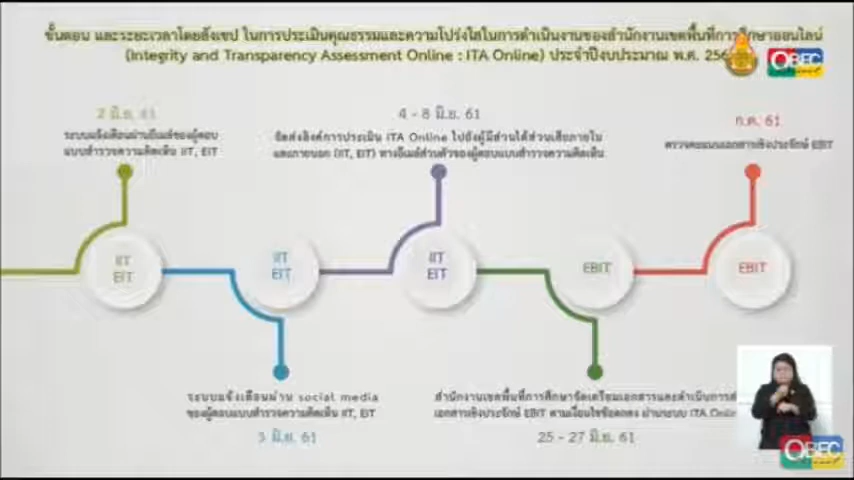 ขั้นตอน และระยะเวลาโดยสังเขป ในการประเมินคุณธรรมและความโปร่งใสในการดำเนินงานของสำนักงานเขตพื้นที่การศึกษาออนไลน์
(Integrity and Transparency Assessment Online : ITA Online) ประจำปีงบประมาณ พ.ศ. 256
OBEC
2 มิ.ย. 61
ระบบแจ้งเตือนผ่านอีเมล์ของผู้ตอบ
แบบสำรวจความคิดเห็น IIT, EIT
4 - 8 มิ.ย. 61
จัดส่งลิงค์การประเมิน ITA Online ไปยังผู้มีส่วนได้ส่วนเสียภายใน
และภายนอก (IIT, EIT) ทางอีเมล์ส่วนตัวของผู้ตอบแบบสำรวจความคิดเห็น
ก.ค. 61
ตรวจคะแนนเอกสารเชิงประจักษ์ EBIT
IIT
EIT
IIT
EIT
IIT
EIT
EBIT
EBIT
ระบบแจ้งเตือนผ่าน social media
ของผู้ตอบแบบสำรวจความคิดเห็น IIT, EIT
3 มิ.ย. 61
สำนักงานเขตพื้นที่การศึกษาจัดเตรียมเอกสารและดำเนินการ
เอกสารเชิงประจักษ์ EBIT ตามเงื่อนไขข้อตกลง ผ่านระบบ ITA Online
25 - 27 มิ.ย. 61
OBEC